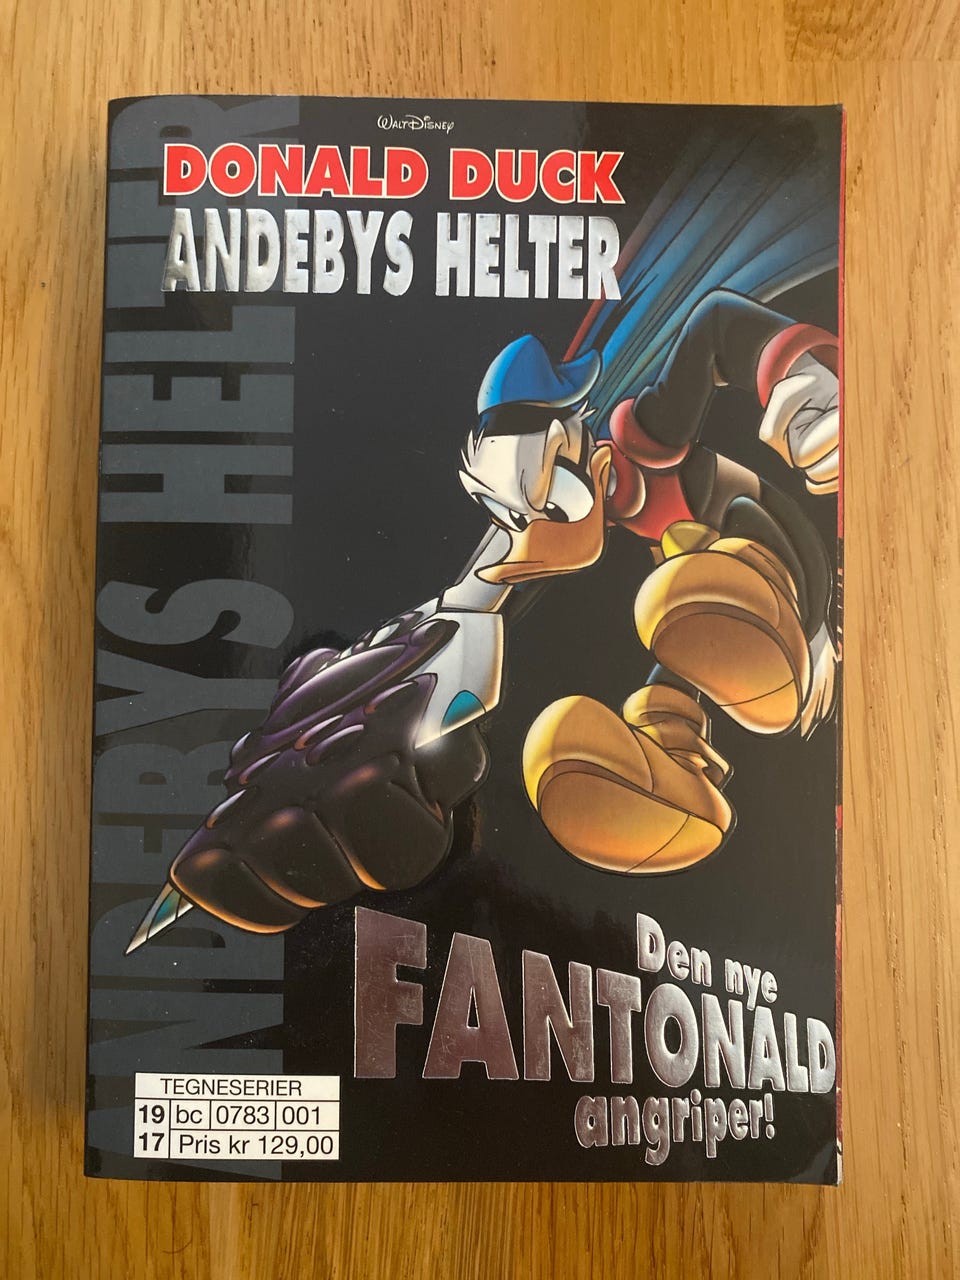 WALT DISNEY
DONALD DUCK
ANDEBYS HELTER
ANDEBYS HELTER
Den nye
FANTONALD
angriper!
TEGNESERIER
19 bc 0783 001
17 Pris kr 129,00